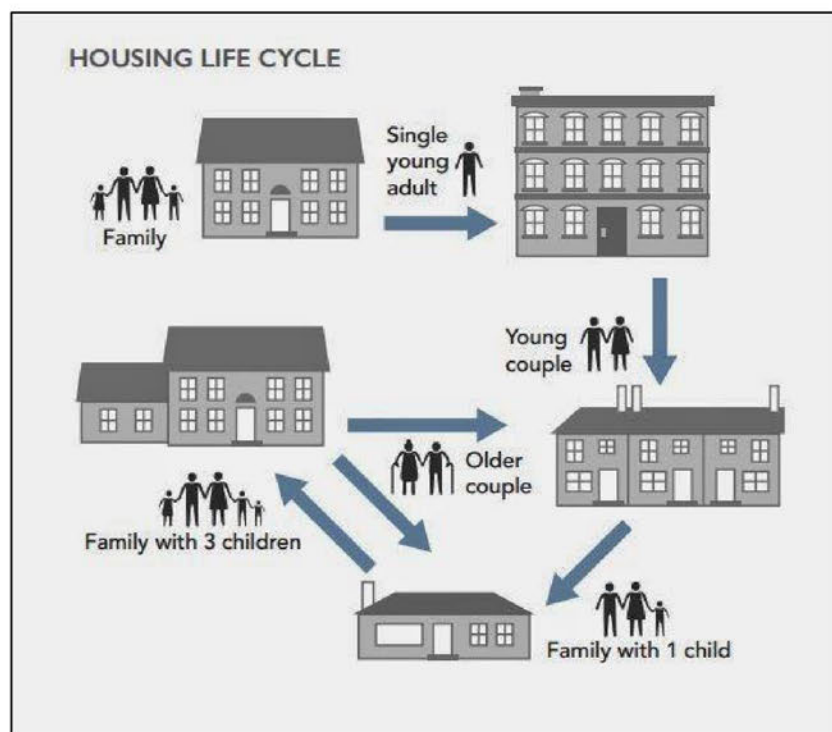 HOUSING LIFE CYCLE
Family
Single
young
adult
Young
couple
Older
couple
Family with 3 children
Family with 1 child